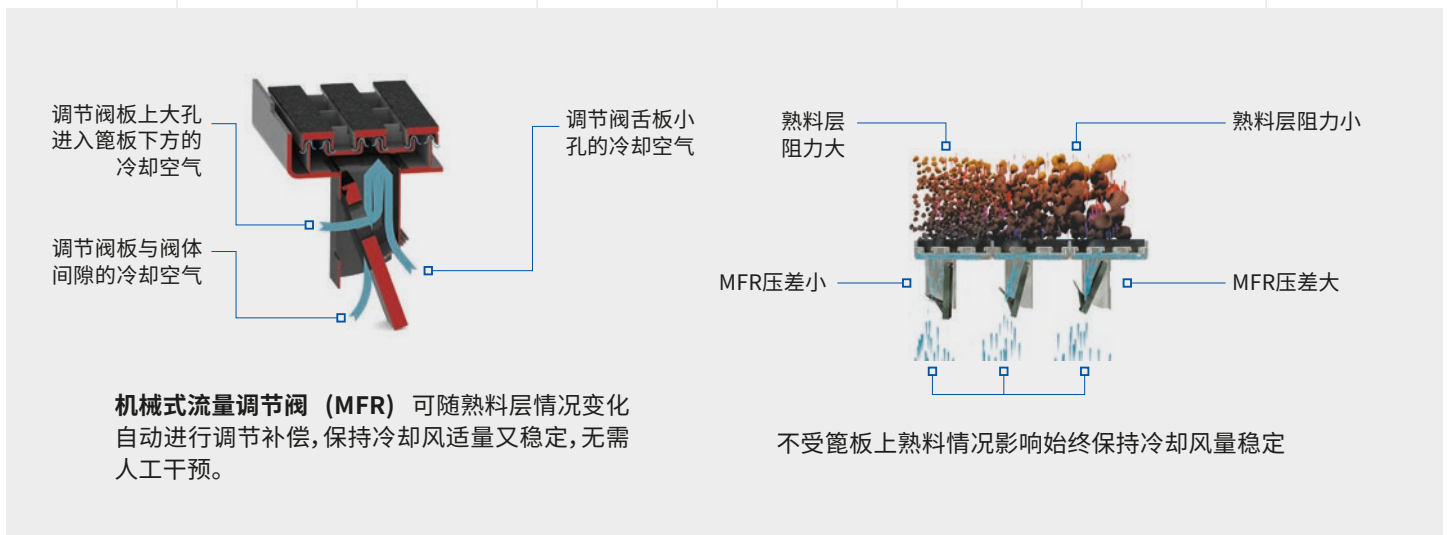 调节阀板上大孔
进入篦板下方的
冷却空气
调节阀舌板小
孔的冷却空气
调节阀板与阀体
间隙的冷却空气
机械式流量调节阀 (MFR) 可随熟料层情况变化
自动进行调节补偿,保持冷却风适量又稳定,无需
人工干预。
熟料层
阻力大
熟料层阻力小
MFR压差小
MFR压差大
不受篦板上熟料情况影响始终保持冷却风量稳定